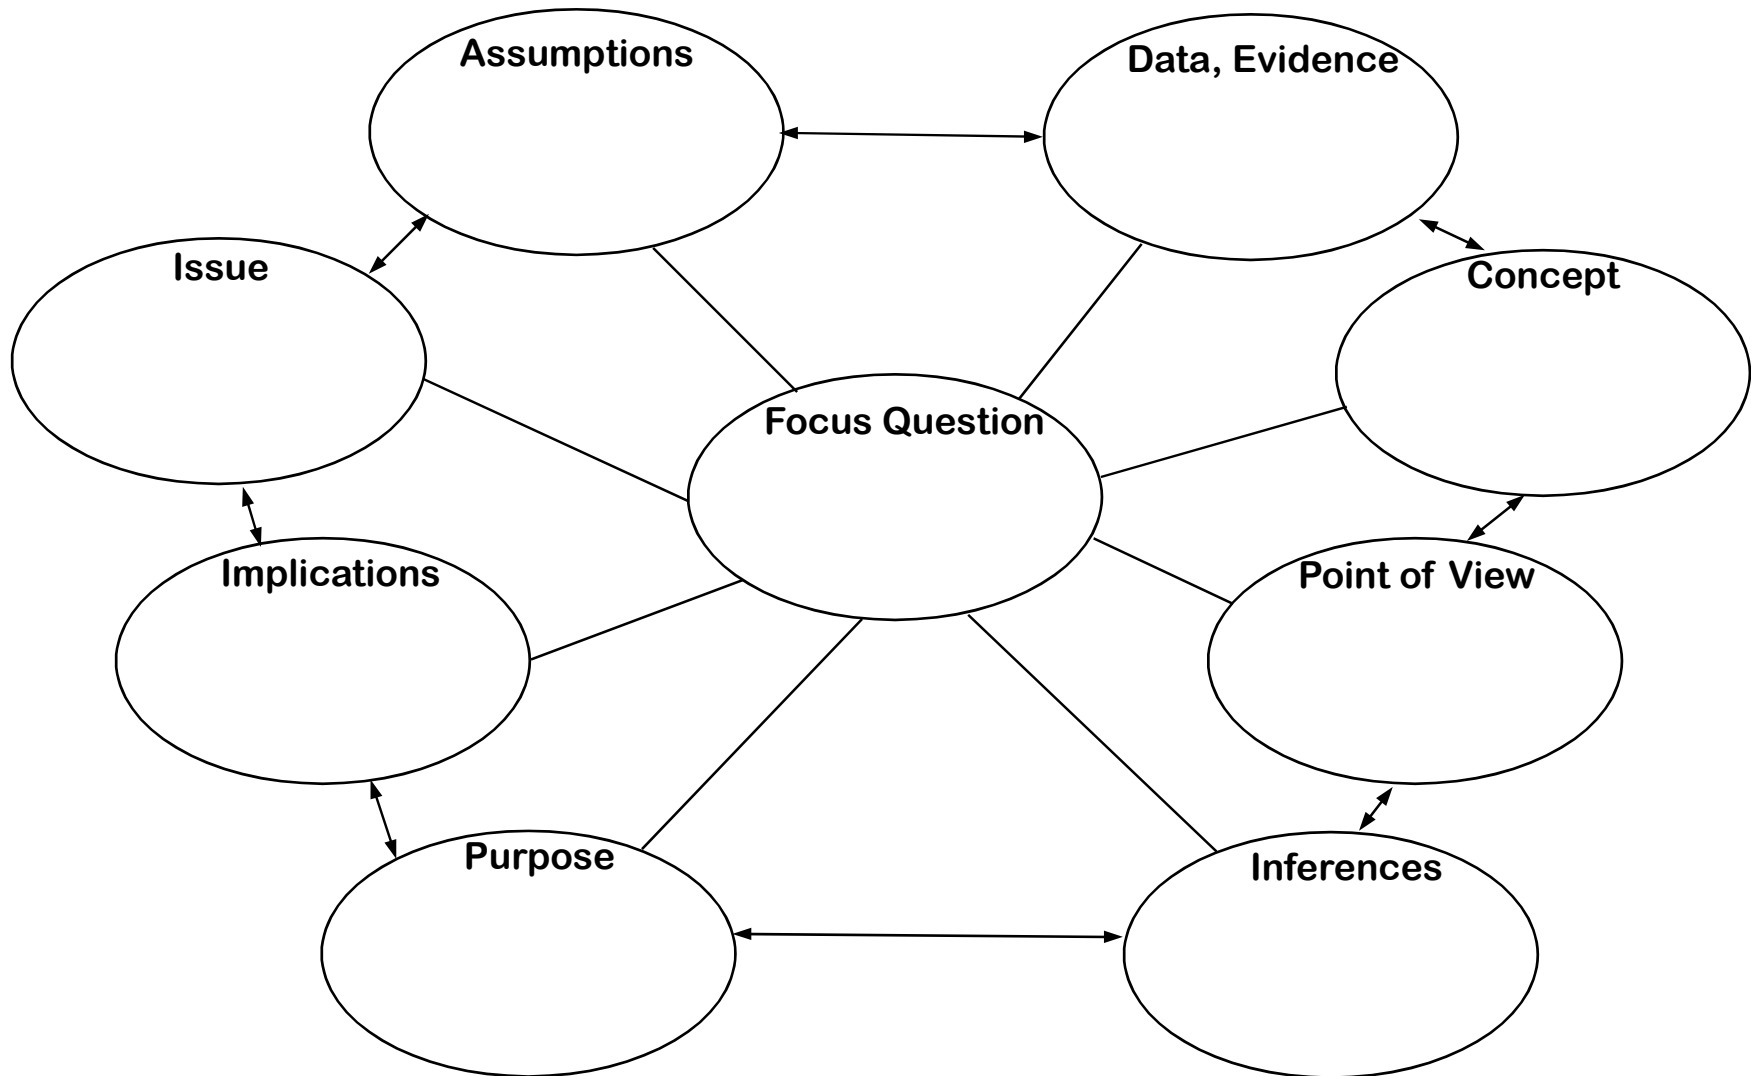 Assumptions
Data, Evidence
Issue
Concept
Focus Question
Implications
Point of View
Purpose
Inferences